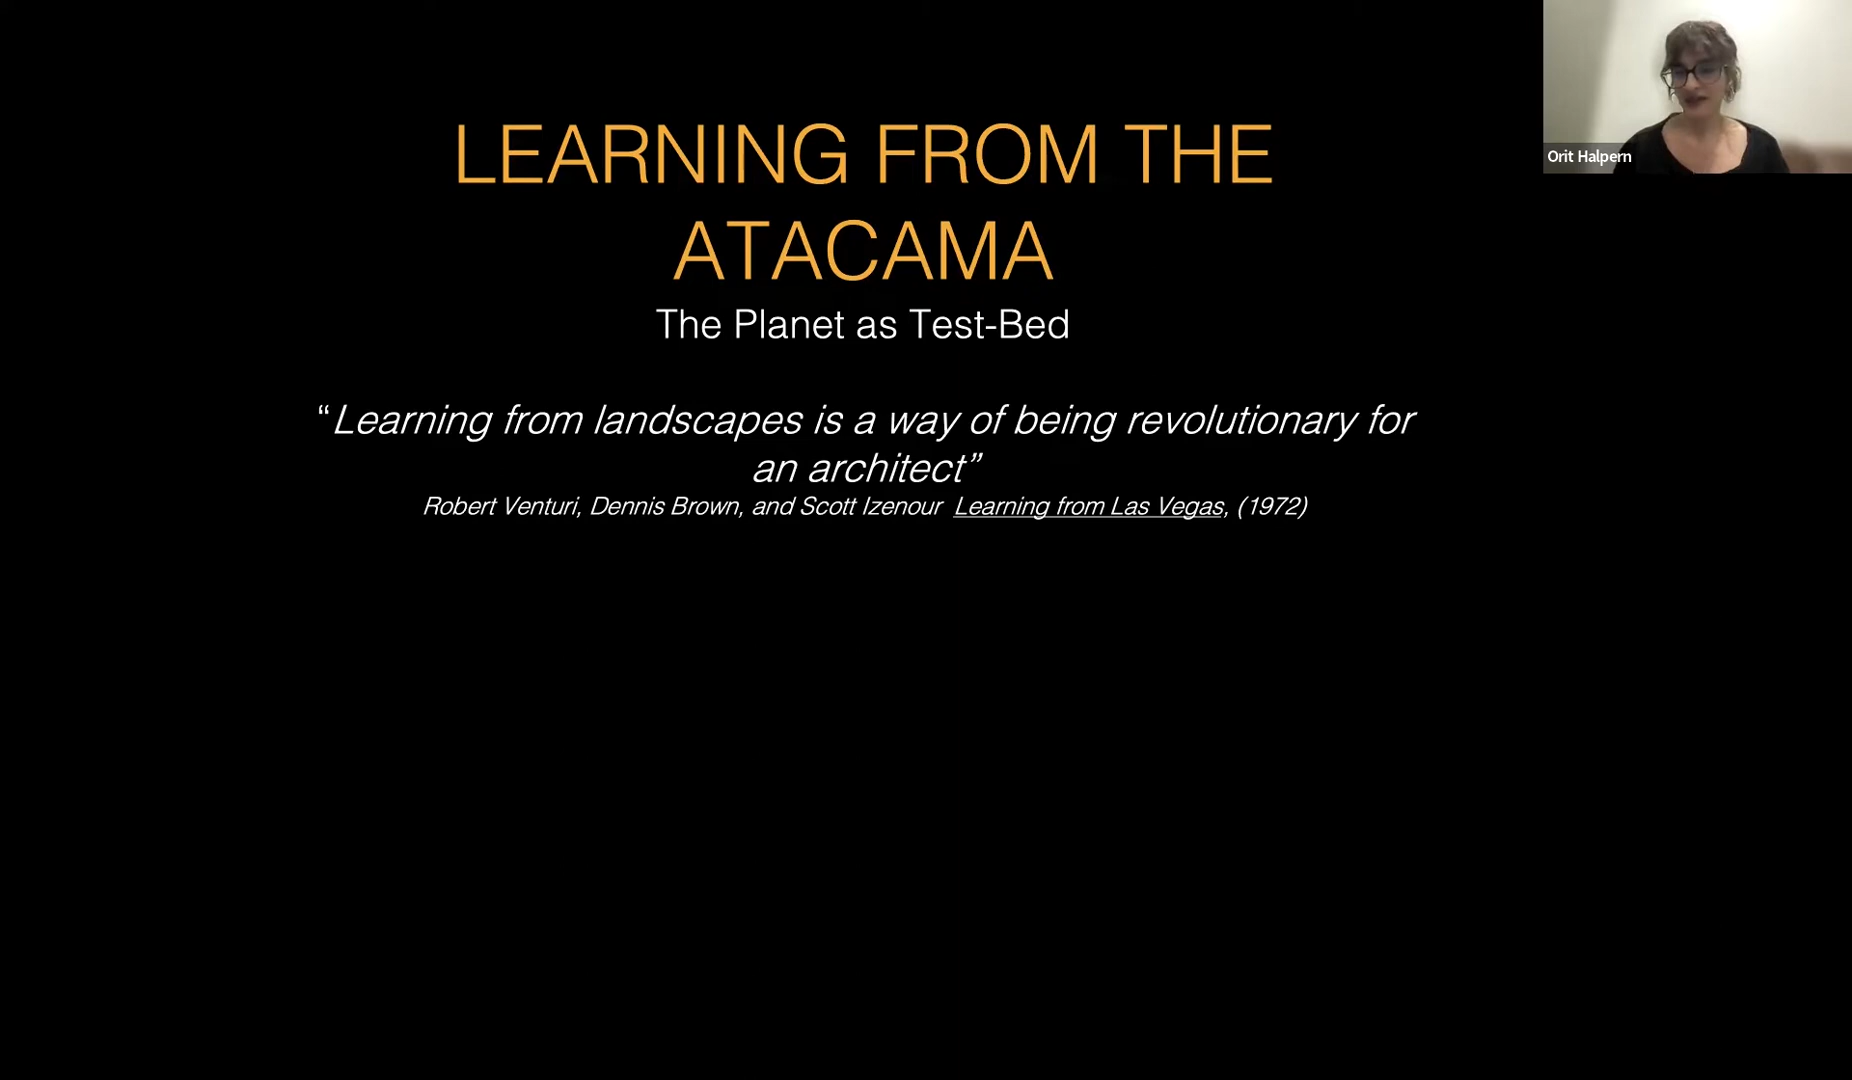 LEARNING FROM THE
ATACAMA
The Planet as Test-Bed
“Learning from landscapes is a way of being revolutionary for
an architect”
Robert Venturi, Dennis Brown, and Scott Izenour Learning from Las Vegas, (1972)
Orit Halpern